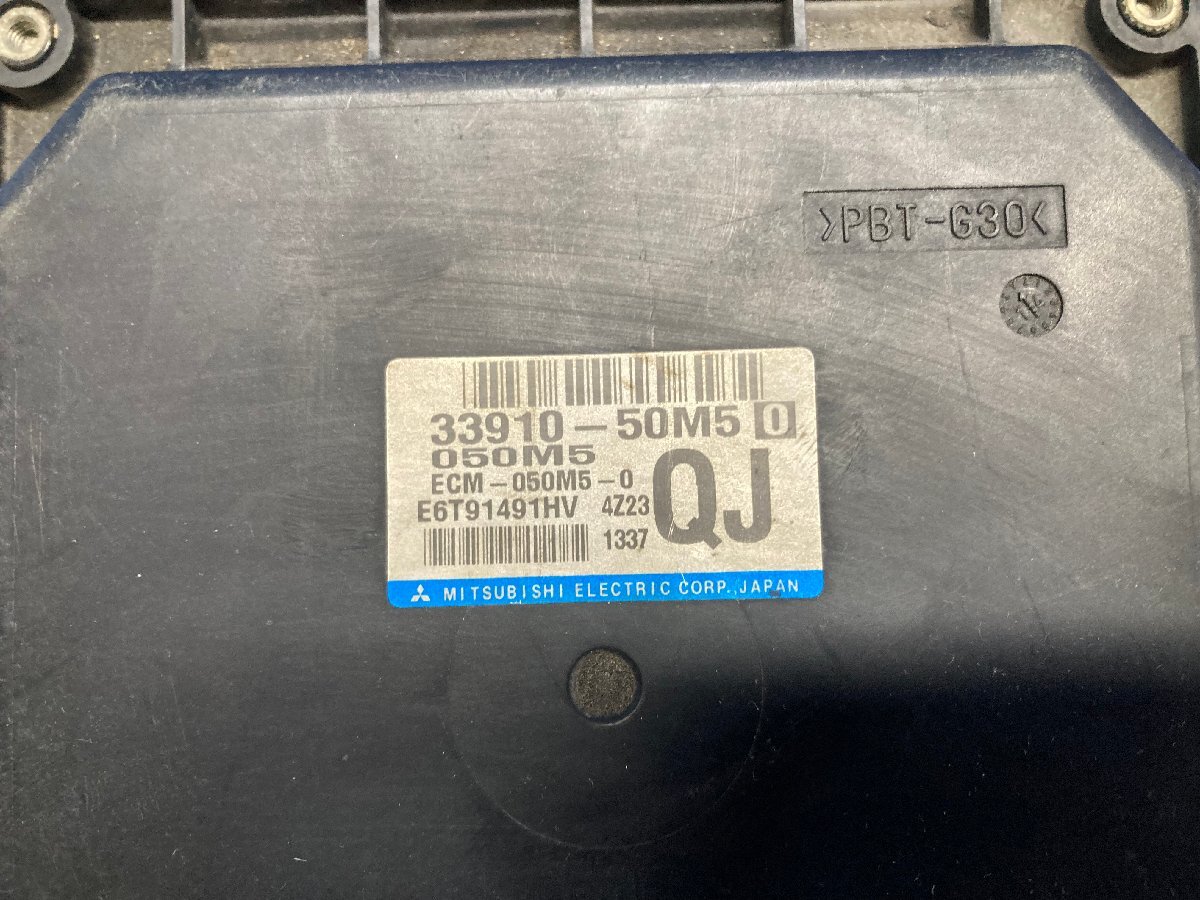 >PBT-G30<
33910-50M5 0
050M5
ECM-050M5-0
QJ
E6T91491HV 4Z23
1337
MITSUBISHI ELECTRIC CORP., JAPAN